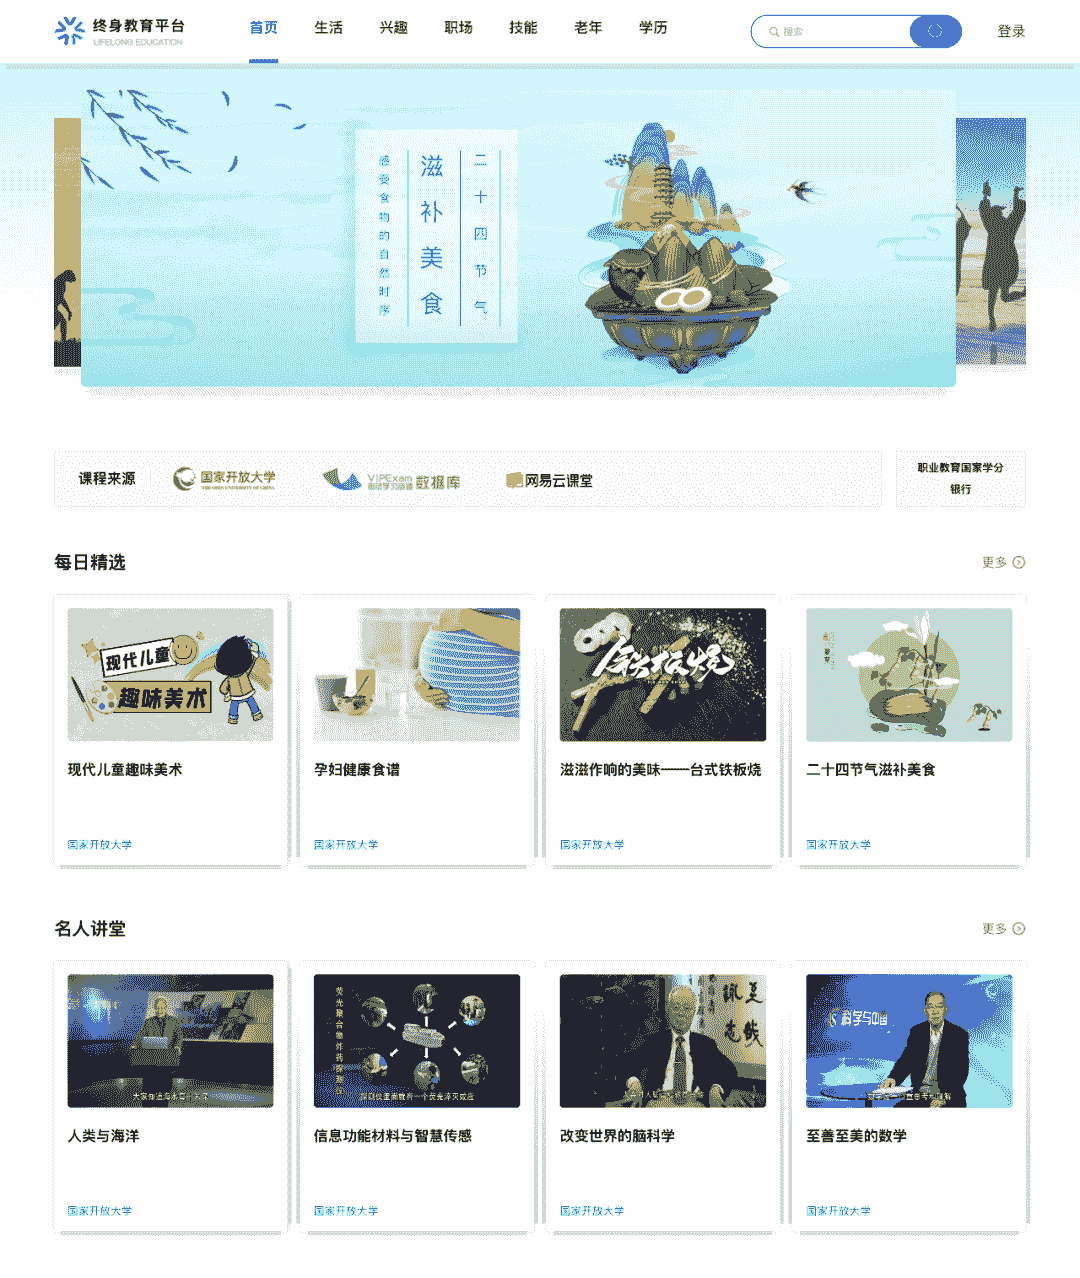 终身教育平台
LIFELONG EDUCATION
首页 生活 兴趣 职场 技能 老年 学历
搜索
登录
二十四节气
滋补美食
感受食物的自然时序
课程来源
国家开放大学
THE OPEN UNIVERSITY OF CHINA
VIPExam
数据库
网易云课堂
职业教育国家学分
银行
每日精选
更多
现代儿童
趣味美术
铁板烧
现代儿童趣味美术
孕妇健康食谱
滋滋作响的美味——台式铁板烧
二十四节气滋补美食
国家开放大学
国家开放大学
国家开放大学
国家开放大学
名人讲堂
更多
科学与中国
人类与海洋
信息功能材料与智慧传感
改变世界的脑科学
至善至美的数学
国家开放大学
国家开放大学
国家开放大学
国家开放大学